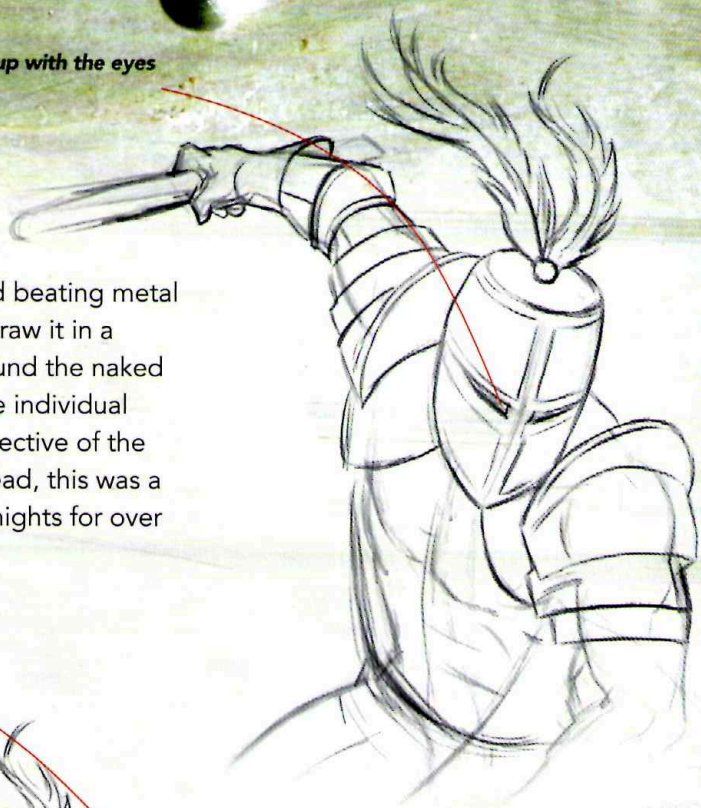 up with the eyes
d beating metal
raw it in a
und the naked
e individual
ective of the
ead, this was a
nights for over